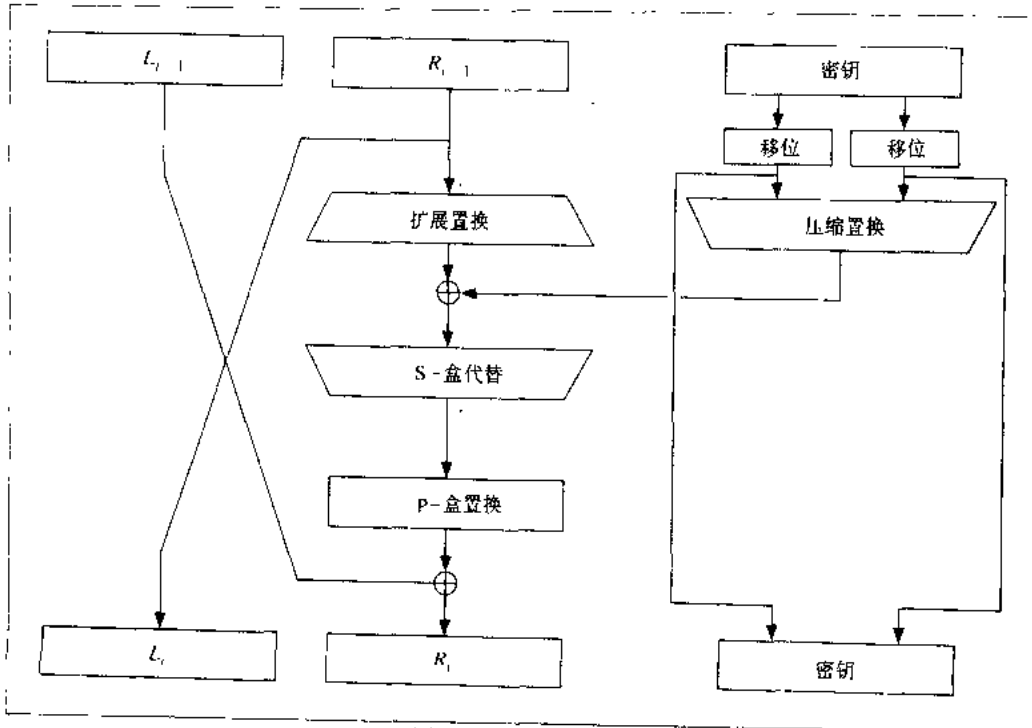 L_{i-1}
R_{i-1}
密钥
移位
移位
扩展置换
压缩置换
S-盒代替
P-盒置换
L_i
R_i
密钥